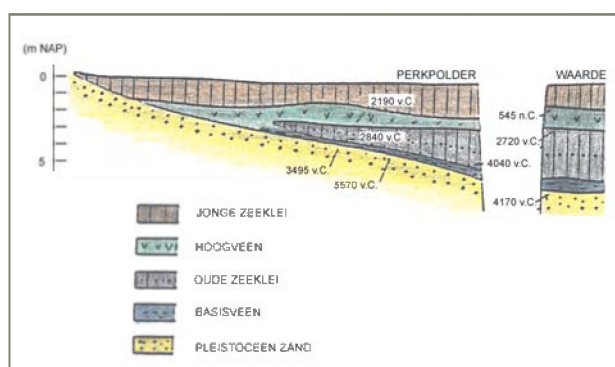 (m NAP)
0
5
PERKPOLDER
WAARDE
2190 v.C.
545 n.C.
2840 v.C.
2720 v.C.
4040 v.C.
3495 v.C.
5570 v.C.
4170 v.C.
JONGE ZEEKLEI
HOOGVEEN
OUDE ZEEKLEI
BASISVEEN
PLEISTOCEEN ZAND